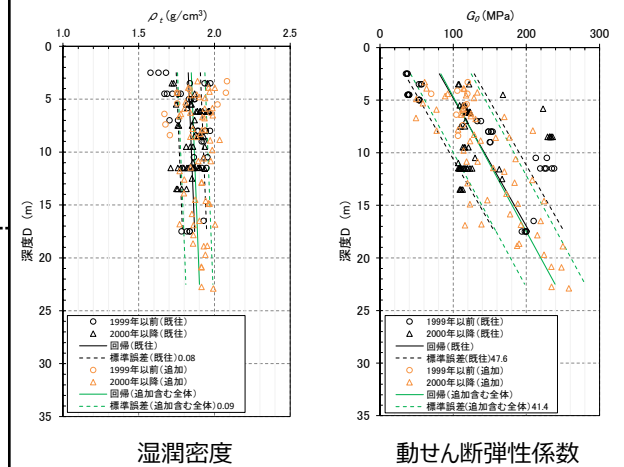 ρt(g/cm³)
1.0 1.5 2.0 2.5
0
5
10
15
20
25
30
35
深度D (m)
○ 1999年以前(既往)
△ 2000年以降(既往)
回帰(既往)
標準誤差(既往)0.08
○ 1999年以前(追加)
△ 2000年以降(追加)
回帰(追加含む全体)
標準誤差(追加含む全体)0.09
湿潤密度
G0(MPa)
0 100 200 300
0
5
10
15
20
25
30
35
深度D (m)
○ 1999年以前(既往)
△ 2000年以降(既往)
回帰(既往)
標準誤差(既往)47.6
○ 1999年以前(追加)
△ 2000年以降(追加)
回帰(追加含む全体)
標準誤差(追加含む全体)41.4
動せん断弾性係数